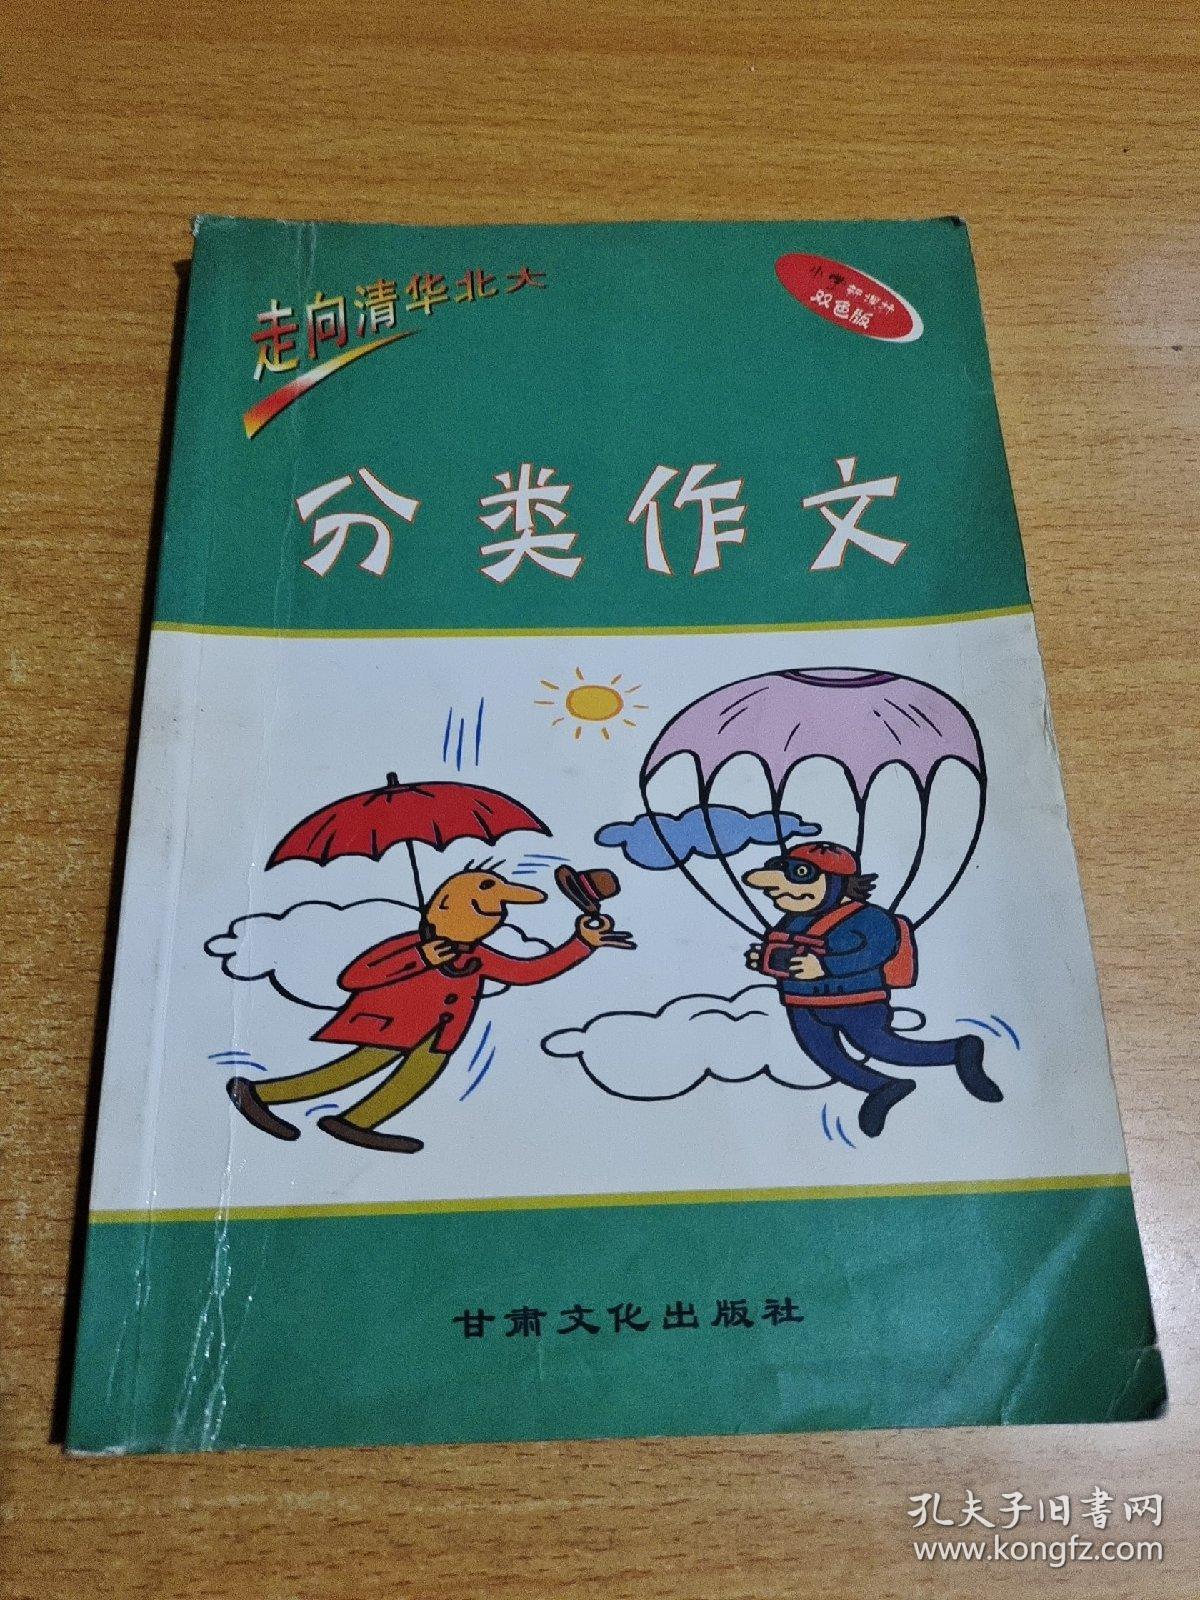 走向清华北大
小学新课标
双色版
分类作文
甘肃文化出版社
孔夫子旧书网
www.kongfz.com